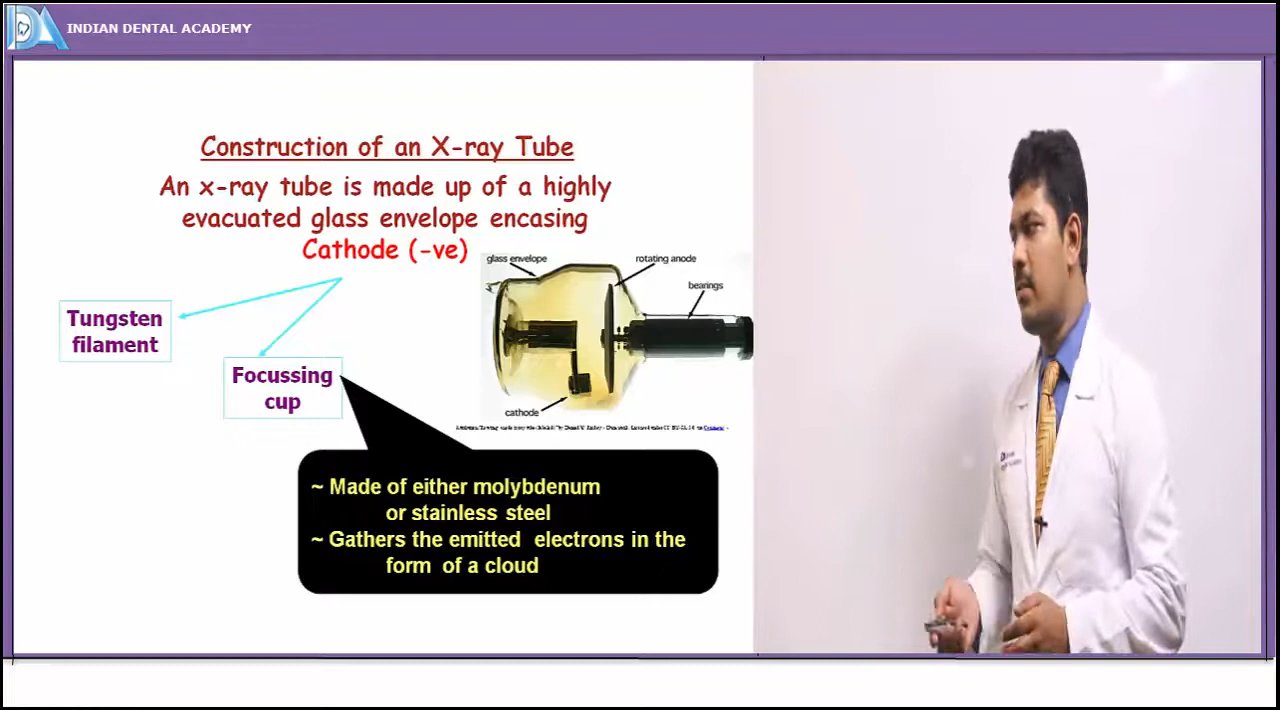 INDIAN DENTAL ACADEMY
Construction of an X-ray Tube
An x-ray tube is made up of a highly
evacuated glass envelope encasing
Cathode (-ve)
glass envelope
rotating anode
bearings
Tungsten
filament
Focussing
cup
cathode
~ Made of either molybdenum
or stainless steel
~ Gathers the emitted electrons in the
form of a cloud